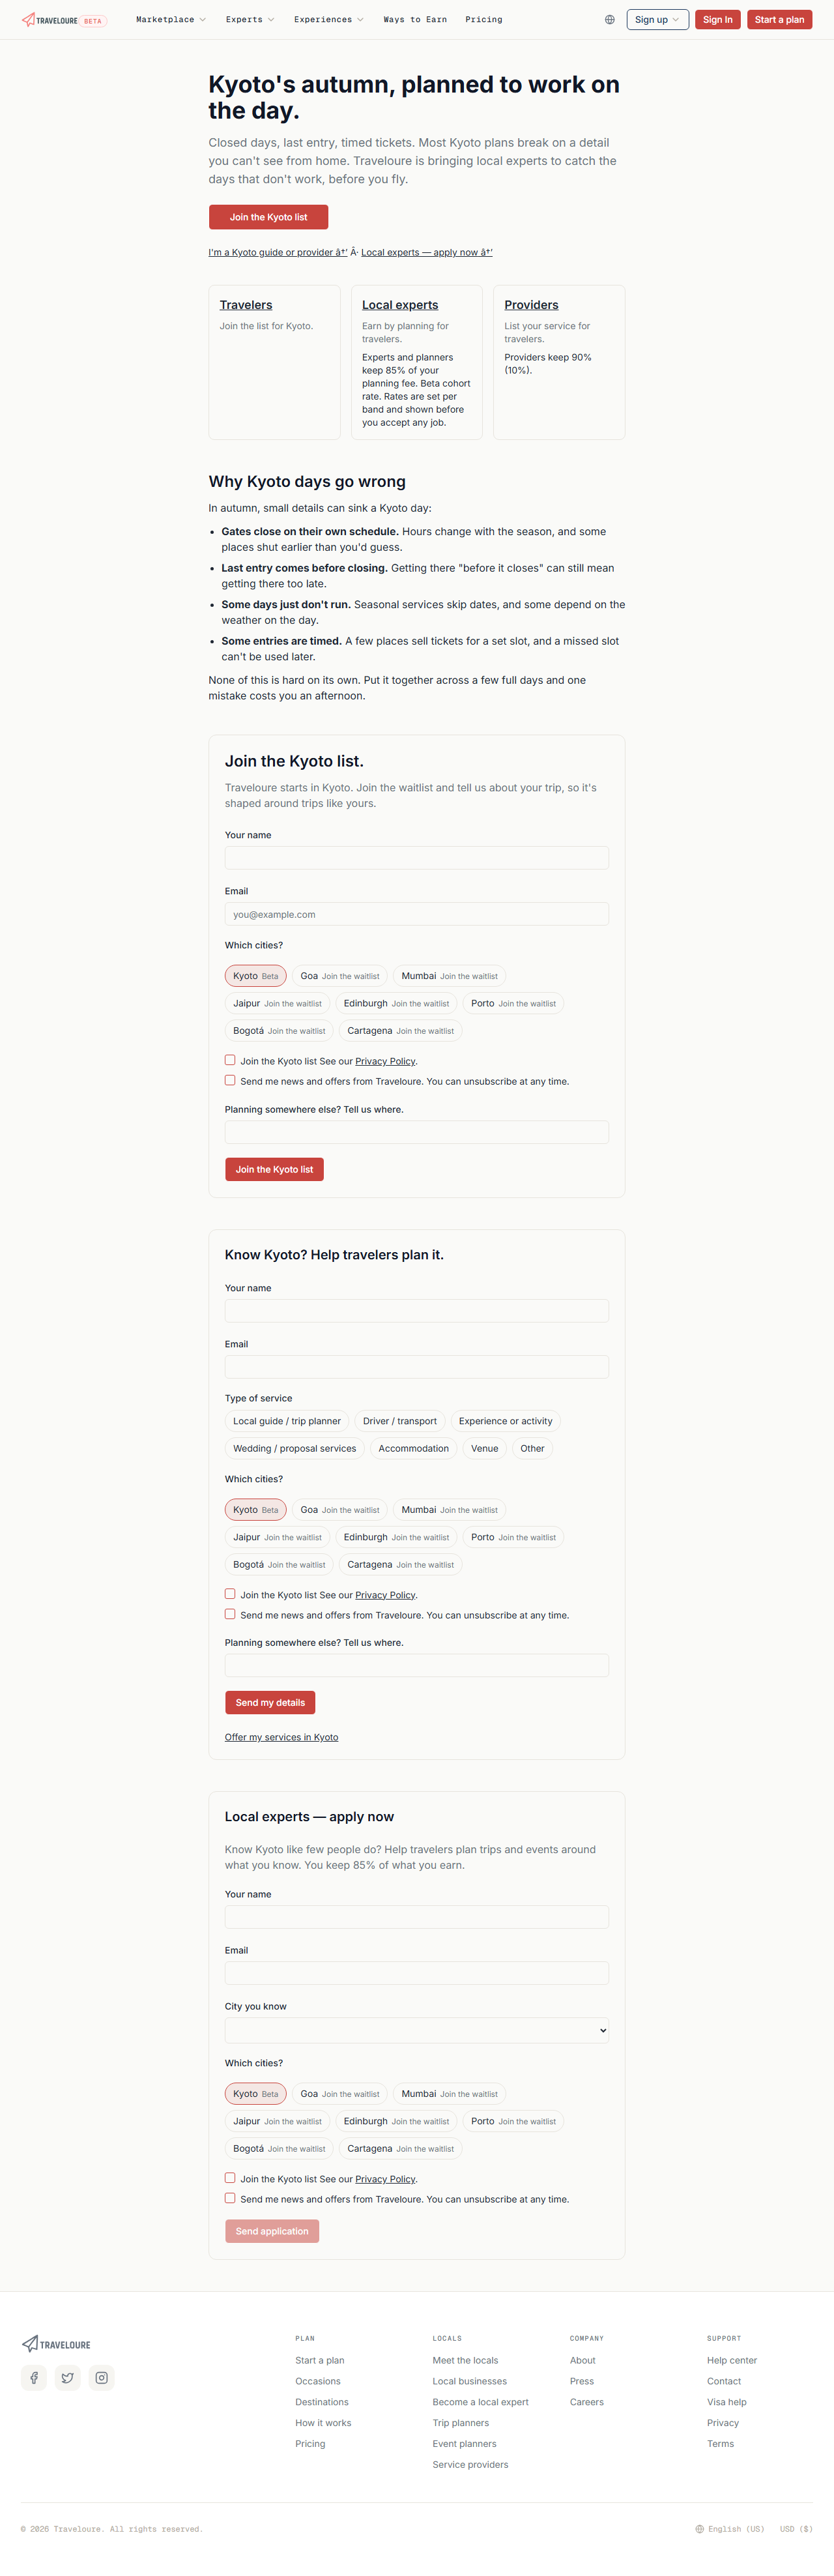 TRAVELOURE BETA Marketplace Experts Experiences Ways to Earn Pricing Sign up Sign In Start a plan
Kyoto's autumn, planned to work on
the day.
Closed days, last entry, timed tickets. Most Kyoto plans break on a detail
you can't see from home. Traveloure is bringing local experts to catch the
days that don't work, before you fly.
Join the Kyoto list
I'm a Kyoto guide or provider â†' Â· Local experts — apply now â†'
Travelers
Join the list for Kyoto.
Local experts
Earn by planning for
travelers.
Experts and planners
keep 85% of your
planning fee. Beta cohort
rate. Rates are set per
band and shown before
you accept any job.
Providers
List your service for
travelers.
Providers keep 90%
(10%).
Why Kyoto days go wrong
In autumn, small details can sink a Kyoto day:
• Gates close on their own schedule. Hours change with the season, and some
places shut earlier than you'd guess.
• Last entry comes before closing. Getting there "before it closes" can still mean
getting there too late.
• Some days just don't run. Seasonal services skip dates, and some depend on the
weather on the day.
• Some entries are timed. A few places sell tickets for a set slot, and a missed slot
can't be used later.
None of this is hard on its own. Put it together across a few full days and one
mistake costs you an afternoon.
Join the Kyoto list.
Traveloure starts in Kyoto. Join the waitlist and tell us about your trip, so it's
shaped around trips like yours.
Your name
Email
you@example.com
Which cities?
Kyoto Beta Goa Join the waitlist Mumbai Join the waitlist
Jaipur Join the waitlist Edinburgh Join the waitlist Porto Join the waitlist
Bogotá Join the waitlist Cartagena Join the waitlist
Join the Kyoto list See our Privacy Policy.
Send me news and offers from Traveloure. You can unsubscribe at any time.
Planning somewhere else? Tell us where.
Join the Kyoto list
Know Kyoto? Help travelers plan it.
Your name
Email
Type of service
Local guide / trip planner Driver / transport Experience or activity
Wedding / proposal services Accommodation Venue Other
Which cities?
Kyoto Beta Goa Join the waitlist Mumbai Join the waitlist
Jaipur Join the waitlist Edinburgh Join the waitlist Porto Join the waitlist
Bogotá Join the waitlist Cartagena Join the waitlist
Join the Kyoto list See our Privacy Policy.
Send me news and offers from Traveloure. You can unsubscribe at any time.
Planning somewhere else? Tell us where.
Send my details
Offer my services in Kyoto
Local experts — apply now
Know Kyoto like few people do? Help travelers plan trips and events around
what you know. You keep 85% of what you earn.
Your name
Email
City you know
Which cities?
Kyoto Beta Goa Join the waitlist Mumbai Join the waitlist
Jaipur Join the waitlist Edinburgh Join the waitlist Porto Join the waitlist
Bogotá Join the waitlist Cartagena Join the waitlist
Join the Kyoto list See our Privacy Policy.
Send me news and offers from Traveloure. You can unsubscribe at any time.
Send application
TRAVELOURE
PLAN
Start a plan
Occasions
Destinations
How it works
Pricing
LOCALS
Meet the locals
Local businesses
Become a local expert
Trip planners
Event planners
Service providers
COMPANY
About
Press
Careers
SUPPORT
Help center
Contact
Visa help
Privacy
Terms
© 2026 Traveloure. All rights reserved. English (US) USD ($)